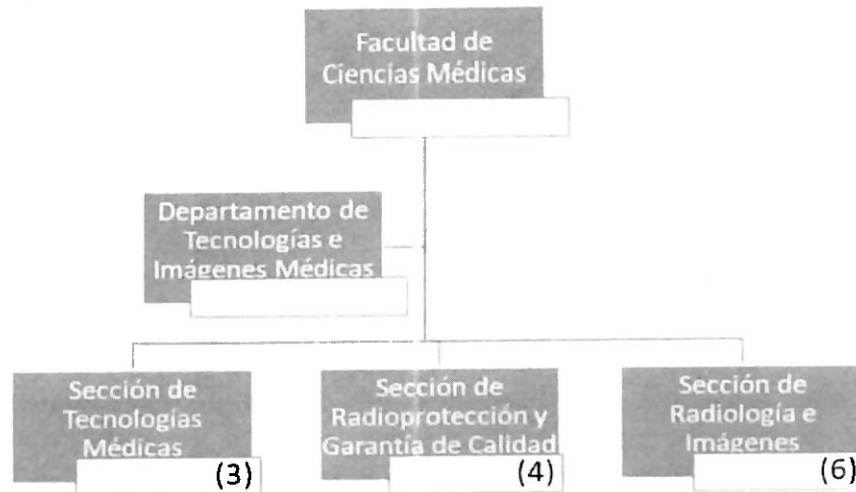 Facultad de
Ciencias Médicas
Departamento de
Tecnologías e
Imágenes Médicas
Sección de
Tecnologías
Médicas
(3)
Sección de
Radioprotección y
Garantía de Calidad
(4)
Sección de
Radiología e
Imágenes
(6)